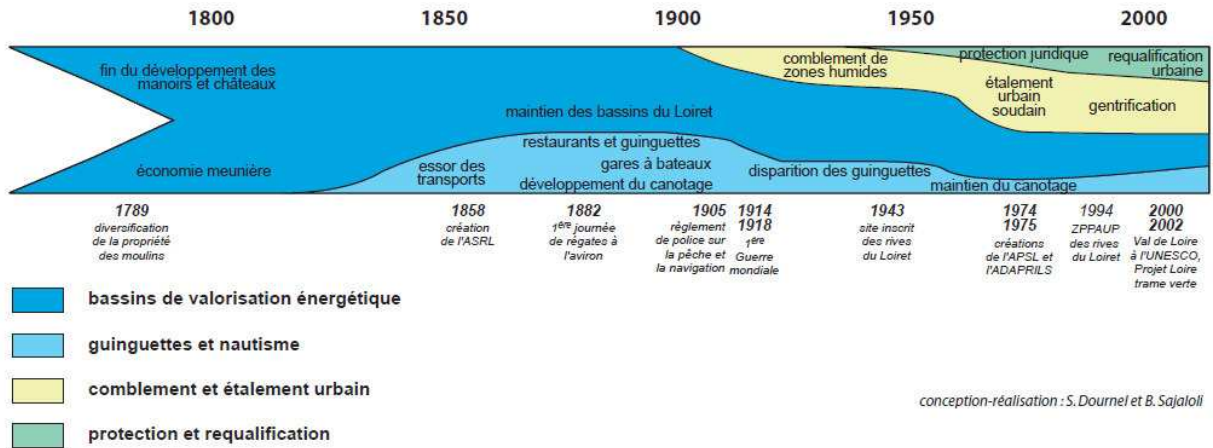 1800 1850 1900 1950 2000
fin du développement des
manoirs et châteaux
économie meunière
maintien des bassins du Loiret
essor des
transports
restaurants et guinguettes
gares à bateaux
développement du canotage
comblement de
zones humides
disparition des guinguettes
protection juridique
étalement
urbain
soudain
maintien du canotage
requalification
urbaine
gentrification
1789
diversification
de la propriété
des moulins
1858
création
de l'ASRL
1882
1ère journée
de régates à
l'aviron
1905
règlement
de police sur
la pêche et
la navigation
1914
1918
1ère
Guerre
mondiale
1943
site inscrit
des rives
du Loiret
1974
1975
créations
de l'APSL et
l'ADAPRILS
1994
ZPPAUP
des rives
du Loiret
2000
2002
Val de Loire
à l'UNESCO,
Projet Loire
trame verte
bassins de valorisation énergétique
guinguettes et nautisme
comblement et étalement urbain
protection et requalification
conception-réalisation : S. Dournel et B. Sajaloli